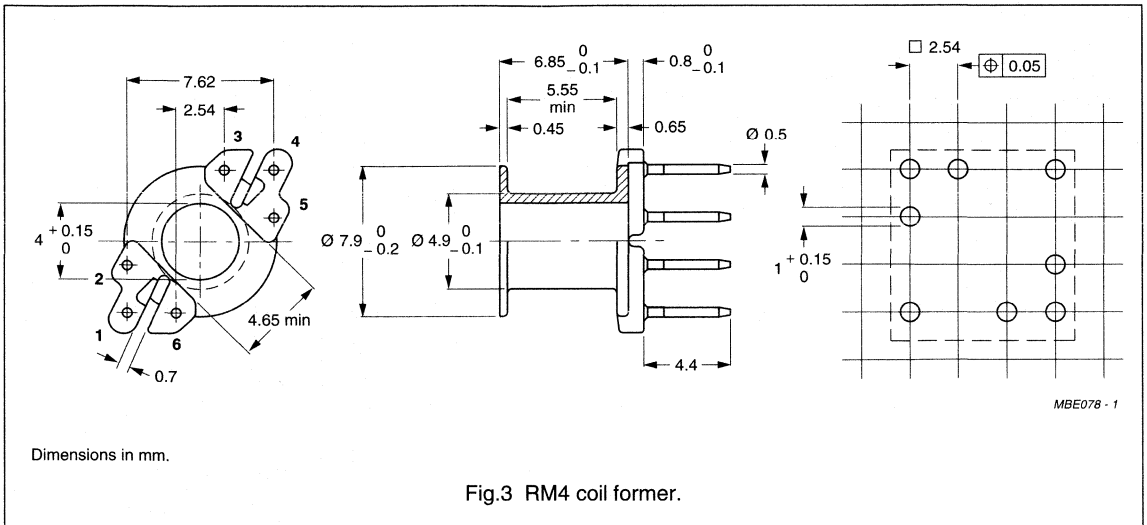 7.62
2.54
3
4
5
4 +0.15 0
2
1
6
0.7
4.65 min
6.85 0 −0.1
0.8 0 −0.1
5.55
min
0.45
0.65
Ø 0.5
Ø 7.9 0 −0.2
Ø 4.9 0 −0.1
4.4
□ 2.54
⌖ 0.05
1 +0.15 0
MBE078 - 1
Dimensions in mm.
Fig.3 RM4 coil former.